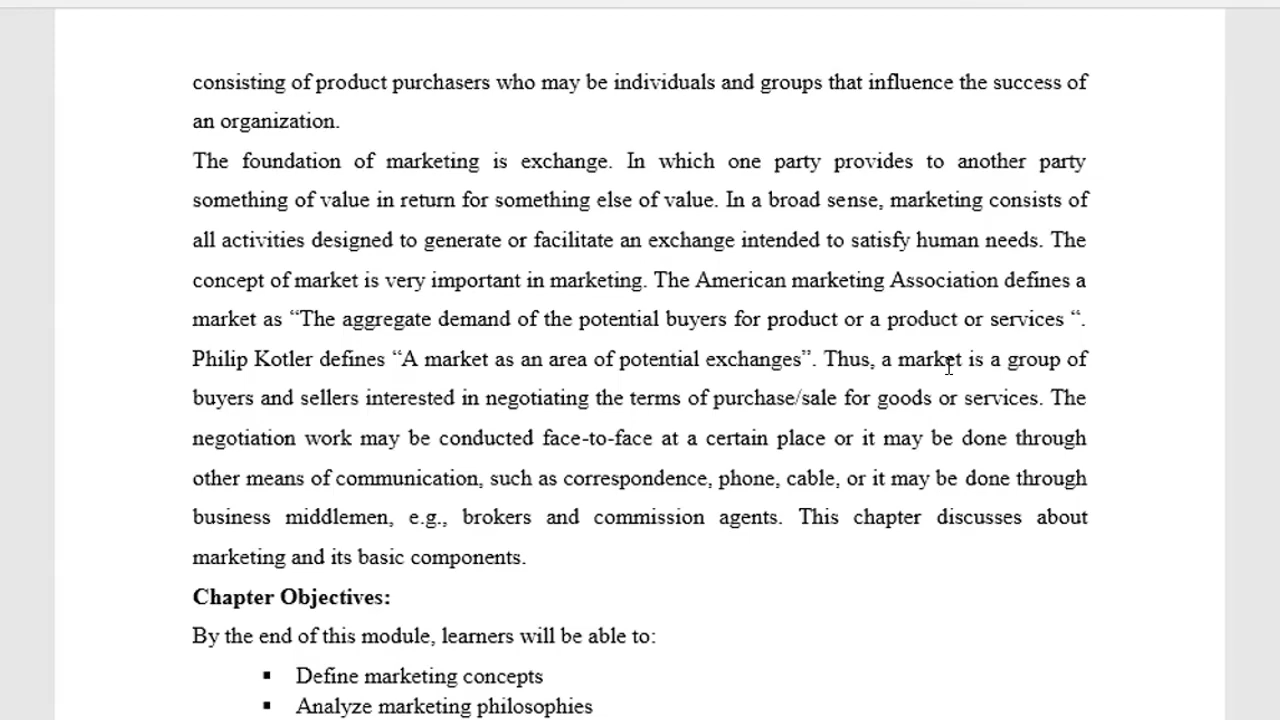 consisting of product purchasers who may be individuals and groups that influence the success of
an organization.
The foundation of marketing is exchange. In which one party provides to another party
something of value in return for something else of value. In a broad sense, marketing consists of
all activities designed to generate or facilitate an exchange intended to satisfy human needs. The
concept of market is very important in marketing. The American marketing Association defines a
market as “The aggregate demand of the potential buyers for product or a product or services “.
Philip Kotler defines “A market as an area of potential exchanges”. Thus, a market is a group of
buyers and sellers interested in negotiating the terms of purchase/sale for goods or services. The
negotiation work may be conducted face-to-face at a certain place or it may be done through
other means of communication, such as correspondence, phone, cable, or it may be done through
business middlemen, e.g., brokers and commission agents. This chapter discusses about
marketing and its basic components.
Chapter Objectives:
By the end of this module, learners will be able to:
▪ Define marketing concepts
▪ Analyze marketing philosophies